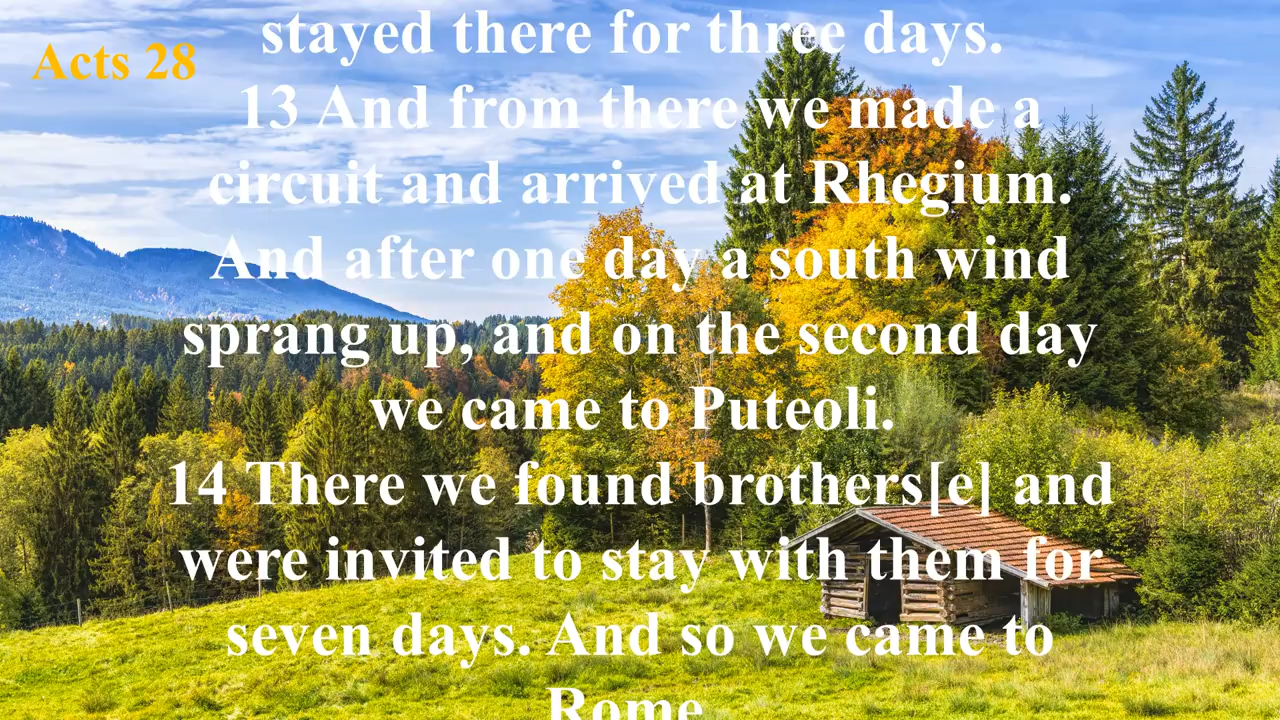 Acts 28
stayed there for three days.
13 And from there we made a
circuit and arrived at Rhegium.
And after one day a south wind
sprang up, and on the second day
we came to Puteoli.
14 There we found brothers[e] and
were invited to stay with them for
seven days. And so we came to
Rome